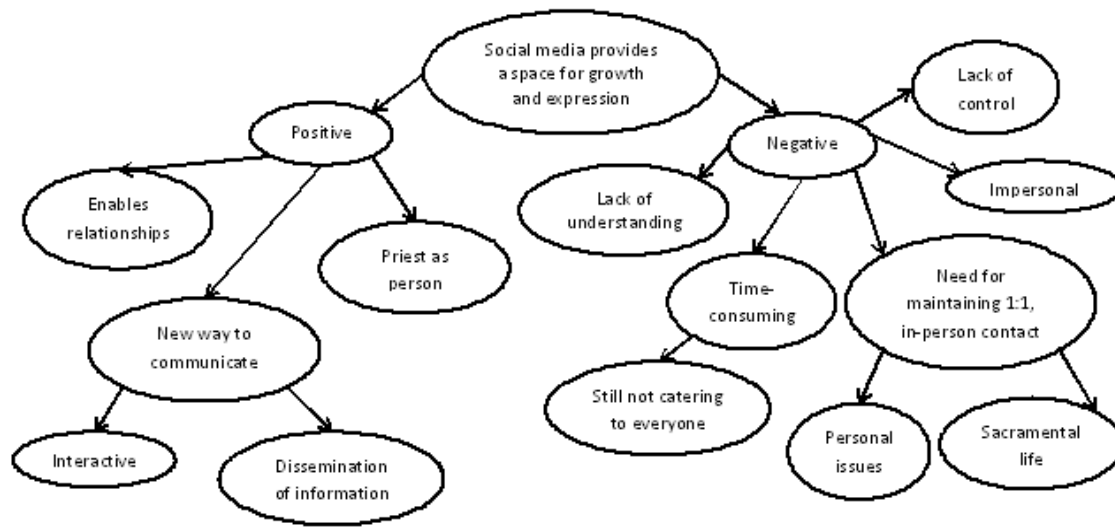 Social media provides
a space for growth
and expression
Positive
Negative
Lack of
control
Enables
relationships
Priest as
person
Lack of
understanding
Impersonal
New way to
communicate
Time-
consuming
Need for
maintaining 1:1,
in-person contact
Still not catering
to everyone
Interactive
Dissemination
of information
Personal
issues
Sacramental
life